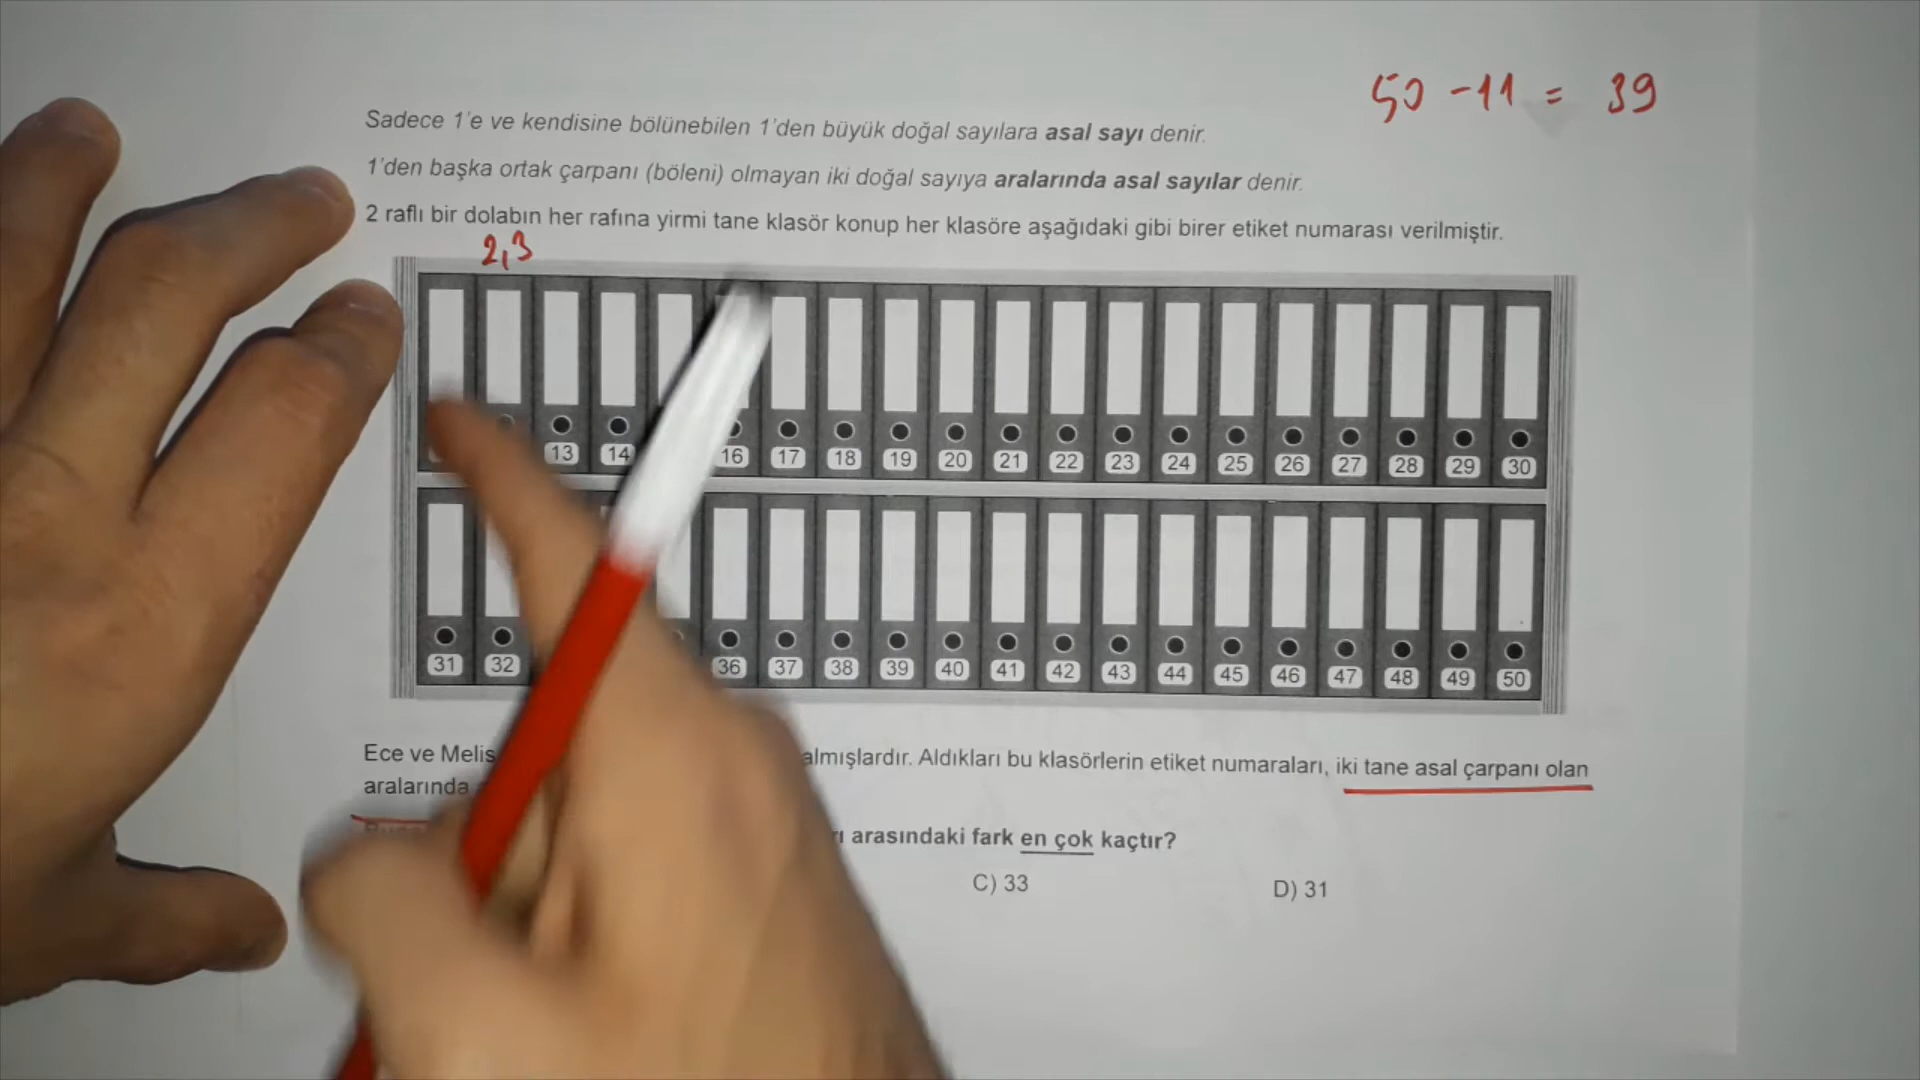 50 - 11 = 39
Sadece 1'e ve kendisine bölünebilen 1'den büyük doğal sayılara asal sayı denir.
1'den başka ortak çarpanı (böleni) olmayan iki doğal sayıya aralarında asal sayılar denir.
2 raflı bir dolabın her rafına yirmi tane klasör konup her klasöre aşağıdaki gibi birer etiket numarası verilmiştir.
2,3
13 14 16 17 18 19 20 21 22 23 24 25 26 27 28 29 30
31 32 36 37 38 39 40 41 42 43 44 45 46 47 48 49 50
Ece ve Melis almışlardır. Aldıkları bu klasörlerin etiket numaraları, iki tane asal çarpanı olan
aralarında
arasındaki fark en çok kaçtır?
C) 33 D) 31